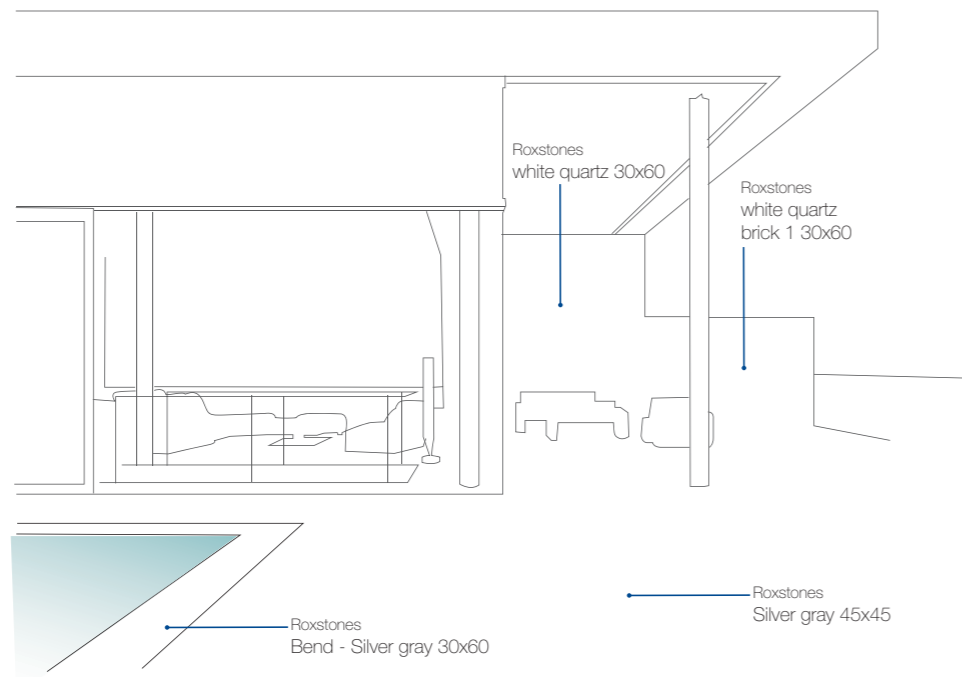 Roxstones
white quartz 30x60
Roxstones
white quartz
brick 1 30x60
Roxstones
Silver gray 45x45
Roxstones
Bend - Silver gray 30x60